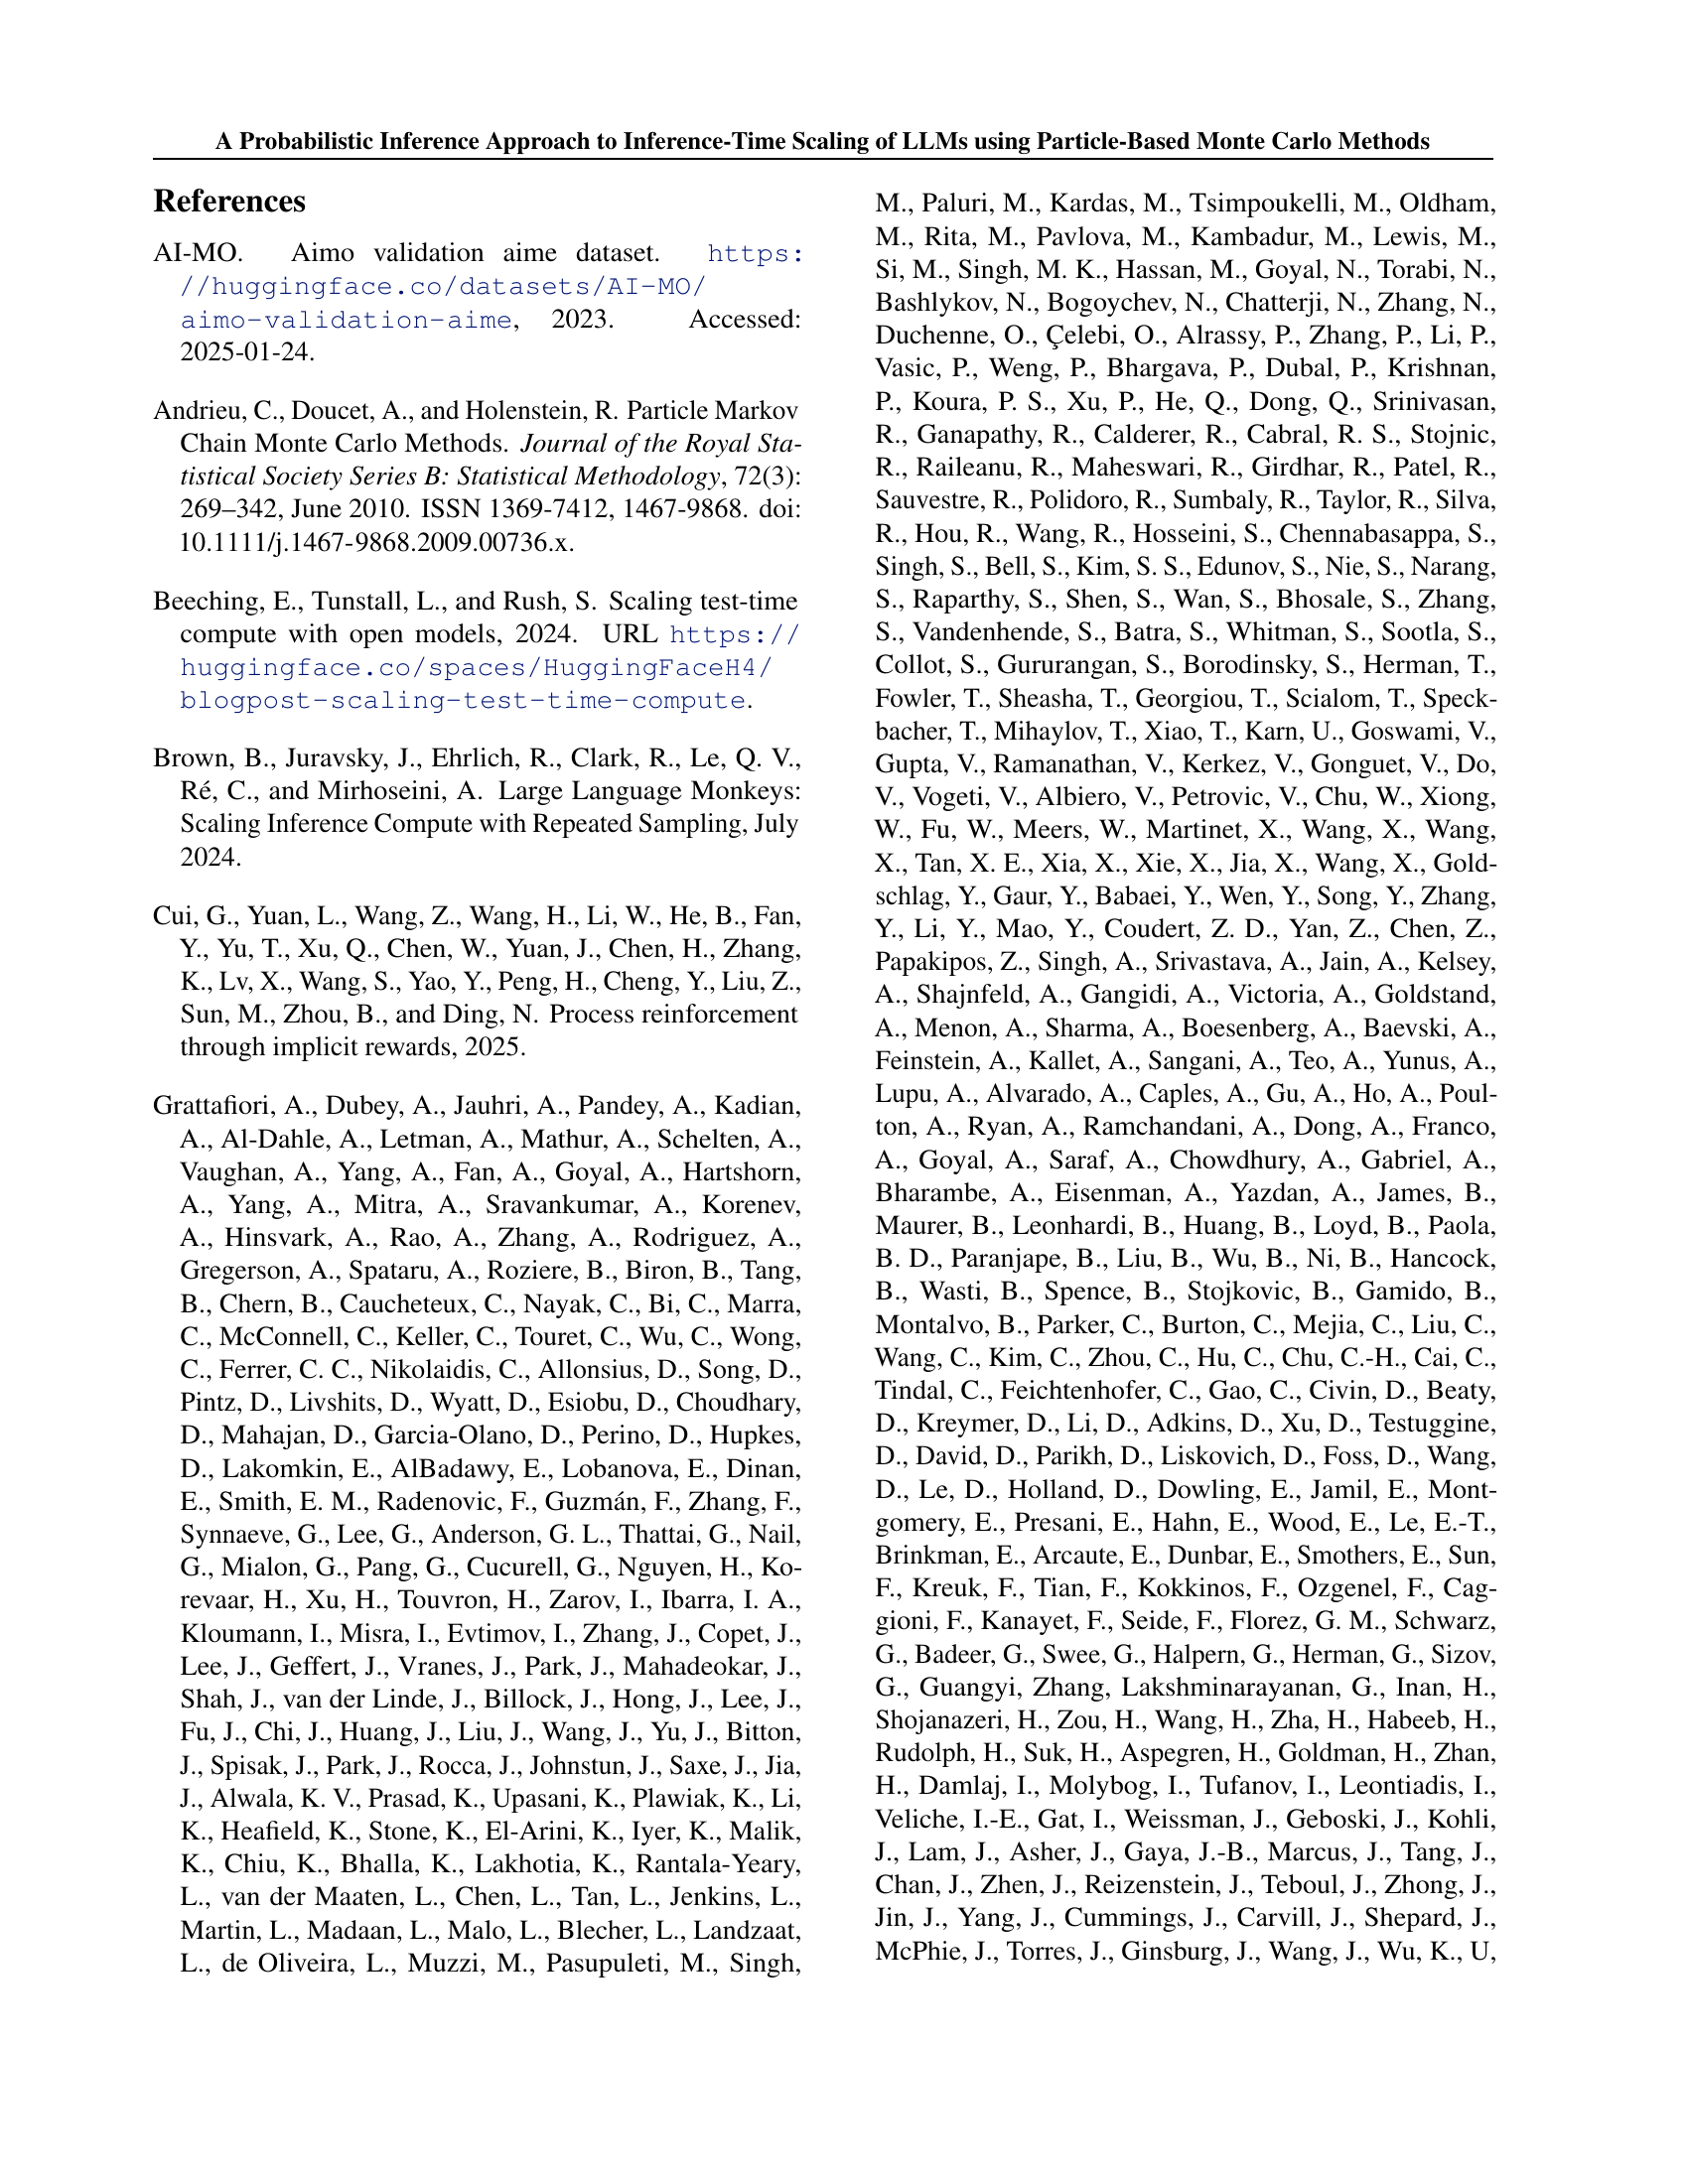 A Probabilistic Inference Approach to Inference-Time Scaling of LLMs using Particle-Based Monte Carlo Methods
References
AI-MO. Aimo validation aime dataset. https:
//huggingface.co/datasets/AI-MO/
aimo-validation-aime, 2023. Accessed:
2025-01-24.
Andrieu, C., Doucet, A., and Holenstein, R. Particle Markov
Chain Monte Carlo Methods. Journal of the Royal Sta-
tistical Society Series B: Statistical Methodology, 72(3):
269–342, June 2010. ISSN 1369-7412, 1467-9868. doi:
10.1111/j.1467-9868.2009.00736.x.
Beeching, E., Tunstall, L., and Rush, S. Scaling test-time
compute with open models, 2024. URL https://
huggingface.co/spaces/HuggingFaceH4/
blogpost-scaling-test-time-compute.
Brown, B., Juravsky, J., Ehrlich, R., Clark, R., Le, Q. V.,
Ré, C., and Mirhoseini, A. Large Language Monkeys:
Scaling Inference Compute with Repeated Sampling, July
2024.
Cui, G., Yuan, L., Wang, Z., Wang, H., Li, W., He, B., Fan,
Y., Yu, T., Xu, Q., Chen, W., Yuan, J., Chen, H., Zhang,
K., Lv, X., Wang, S., Yao, Y., Peng, H., Cheng, Y., Liu, Z.,
Sun, M., Zhou, B., and Ding, N. Process reinforcement
through implicit rewards, 2025.
Grattafiori, A., Dubey, A., Jauhri, A., Pandey, A., Kadian,
A., Al-Dahle, A., Letman, A., Mathur, A., Schelten, A.,
Vaughan, A., Yang, A., Fan, A., Goyal, A., Hartshorn,
A., Yang, A., Mitra, A., Sravankumar, A., Korenev,
A., Hinsvark, A., Rao, A., Zhang, A., Rodriguez, A.,
Gregerson, A., Spataru, A., Roziere, B., Biron, B., Tang,
B., Chern, B., Caucheteux, C., Nayak, C., Bi, C., Marra,
C., McConnell, C., Keller, C., Touret, C., Wu, C., Wong,
C., Ferrer, C. C., Nikolaidis, C., Allonsius, D., Song, D.,
Pintz, D., Livshits, D., Wyatt, D., Esiobu, D., Choudhary,
D., Mahajan, D., Garcia-Olano, D., Perino, D., Hupkes,
D., Lakomkin, E., AlBadawy, E., Lobanova, E., Dinan,
E., Smith, E. M., Radenovic, F., Guzmán, F., Zhang, F.,
Synnaeve, G., Lee, G., Anderson, G. L., Thattai, G., Nail,
G., Mialon, G., Pang, G., Cucurell, G., Nguyen, H., Ko-
revaar, H., Xu, H., Touvron, H., Zarov, I., Ibarra, I. A.,
Kloumann, I., Misra, I., Evtimov, I., Zhang, J., Copet, J.,
Lee, J., Geffert, J., Vranes, J., Park, J., Mahadeokar, J.,
Shah, J., van der Linde, J., Billock, J., Hong, J., Lee, J.,
Fu, J., Chi, J., Huang, J., Liu, J., Wang, J., Yu, J., Bitton,
J., Spisak, J., Park, J., Rocca, J., Johnstun, J., Saxe, J., Jia,
J., Alwala, K. V., Prasad, K., Upasani, K., Plawiak, K., Li,
K., Heafield, K., Stone, K., El-Arini, K., Iyer, K., Malik,
K., Chiu, K., Bhalla, K., Lakhotia, K., Rantala-Yeary,
L., van der Maaten, L., Chen, L., Tan, L., Jenkins, L.,
Martin, L., Madaan, L., Malo, L., Blecher, L., Landzaat,
L., de Oliveira, L., Muzzi, M., Pasupuleti, M., Singh,
M., Paluri, M., Kardas, M., Tsimpoukelli, M., Oldham,
M., Rita, M., Pavlova, M., Kambadur, M., Lewis, M.,
Si, M., Singh, M. K., Hassan, M., Goyal, N., Torabi, N.,
Bashlykov, N., Bogoychev, N., Chatterji, N., Zhang, N.,
Duchenne, O., Çelebi, O., Alrassy, P., Zhang, P., Li, P.,
Vasic, P., Weng, P., Bhargava, P., Dubal, P., Krishnan,
P., Koura, P. S., Xu, P., He, Q., Dong, Q., Srinivasan,
R., Ganapathy, R., Calderer, R., Cabral, R. S., Stojnic,
R., Raileanu, R., Maheswari, R., Girdhar, R., Patel, R.,
Sauvestre, R., Polidoro, R., Sumbaly, R., Taylor, R., Silva,
R., Hou, R., Wang, R., Hosseini, S., Chennabasappa, S.,
Singh, S., Bell, S., Kim, S. S., Edunov, S., Nie, S., Narang,
S., Raparthy, S., Shen, S., Wan, S., Bhosale, S., Zhang,
S., Vandenhende, S., Batra, S., Whitman, S., Sootla, S.,
Collot, S., Gururangan, S., Borodinsky, S., Herman, T.,
Fowler, T., Sheasha, T., Georgiou, T., Scialom, T., Speck-
bacher, T., Mihaylov, T., Xiao, T., Karn, U., Goswami, V.,
Gupta, V., Ramanathan, V., Kerkez, V., Gonguet, V., Do,
V., Vogeti, V., Albiero, V., Petrovic, V., Chu, W., Xiong,
W., Fu, W., Meers, W., Martinet, X., Wang, X., Wang,
X., Tan, X. E., Xia, X., Xie, X., Jia, X., Wang, X., Gold-
schlag, Y., Gaur, Y., Babaei, Y., Wen, Y., Song, Y., Zhang,
Y., Li, Y., Mao, Y., Coudert, Z. D., Yan, Z., Chen, Z.,
Papakipos, Z., Singh, A., Srivastava, A., Jain, A., Kelsey,
A., Shajnfeld, A., Gangidi, A., Victoria, A., Goldstand,
A., Menon, A., Sharma, A., Boesenberg, A., Baevski, A.,
Feinstein, A., Kallet, A., Sangani, A., Teo, A., Yunus, A.,
Lupu, A., Alvarado, A., Caples, A., Gu, A., Ho, A., Poul-
ton, A., Ryan, A., Ramchandani, A., Dong, A., Franco,
A., Goyal, A., Saraf, A., Chowdhury, A., Gabriel, A.,
Bharambe, A., Eisenman, A., Yazdan, A., James, B.,
Maurer, B., Leonhardi, B., Huang, B., Loyd, B., Paola,
B. D., Paranjape, B., Liu, B., Wu, B., Ni, B., Hancock,
B., Wasti, B., Spence, B., Stojkovic, B., Gamido, B.,
Montalvo, B., Parker, C., Burton, C., Mejia, C., Liu, C.,
Wang, C., Kim, C., Zhou, C., Hu, C., Chu, C.-H., Cai, C.,
Tindal, C., Feichtenhofer, C., Gao, C., Civin, D., Beaty,
D., Kreymer, D., Li, D., Adkins, D., Xu, D., Testuggine,
D., David, D., Parikh, D., Liskovich, D., Foss, D., Wang,
D., Le, D., Holland, D., Dowling, E., Jamil, E., Mont-
gomery, E., Presani, E., Hahn, E., Wood, E., Le, E.-T.,
Brinkman, E., Arcaute, E., Dunbar, E., Smothers, E., Sun,
F., Kreuk, F., Tian, F., Kokkinos, F., Ozgenel, F., Cag-
gioni, F., Kanayet, F., Seide, F., Florez, G. M., Schwarz,
G., Badeer, G., Swee, G., Halpern, G., Herman, G., Sizov,
G., Guangyi, Zhang, Lakshminarayanan, G., Inan, H.,
Shojanazeri, H., Zou, H., Wang, H., Zha, H., Habeeb, H.,
Rudolph, H., Suk, H., Aspegren, H., Goldman, H., Zhan,
H., Damlaj, I., Molybog, I., Tufanov, I., Leontiadis, I.,
Veliche, I.-E., Gat, I., Weissman, J., Geboski, J., Kohli,
J., Lam, J., Asher, J., Gaya, J.-B., Marcus, J., Tang, J.,
Chan, J., Zhen, J., Reizenstein, J., Teboul, J., Zhong, J.,
Jin, J., Yang, J., Cummings, J., Carvill, J., Shepard, J.,
McPhie, J., Torres, J., Ginsburg, J., Wang, J., Wu, K., U,